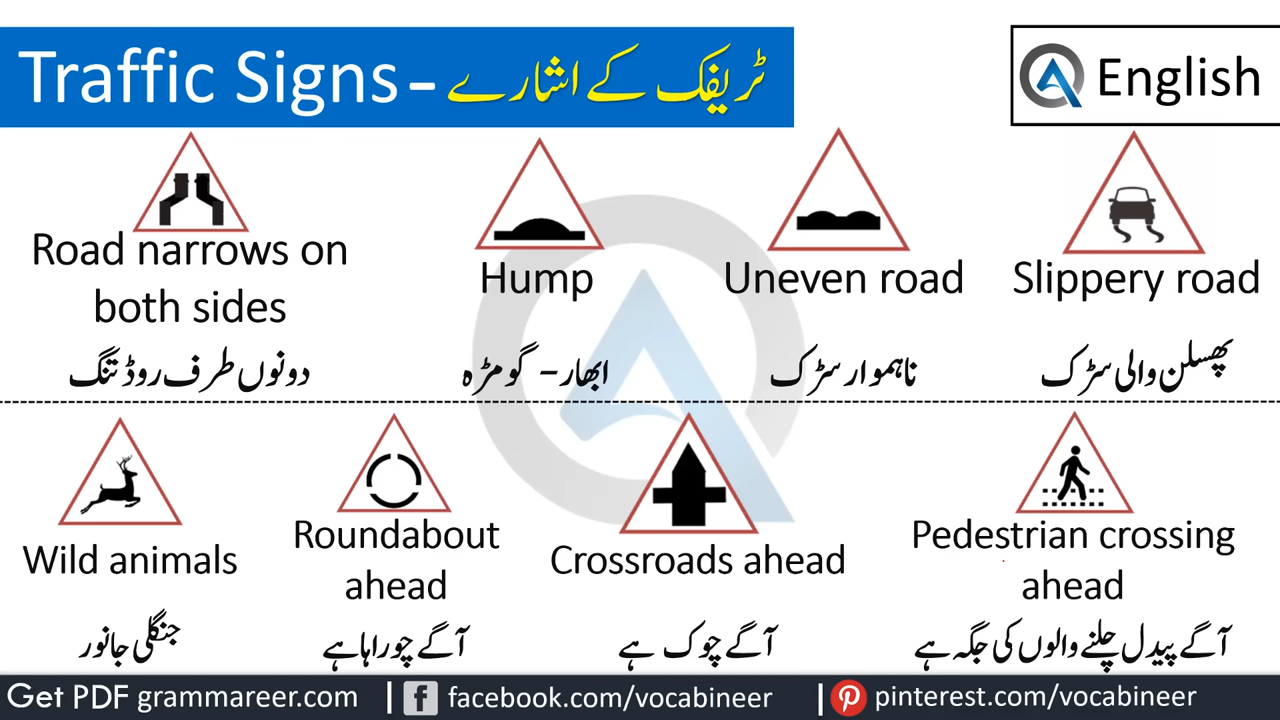 Traffic Signs - ٹریفک کے اشارے
English
Road narrows on
both sides
Hump
Uneven road
Slippery road
دونوں طرف روڈ تنگ
ابھار - گومڑہ
ناہموار سڑک
پھسلن والی سڑک
Wild animals
Roundabout
ahead
Crossroads ahead
Pedestrian crossing
ahead
جنگلی جانور
آگے چوراہا ہے
آگے چوک ہے
آگے پیدل چلنے والوں کی جگہ ہے
Get PDF grammareer.com | facebook.com/vocabineer | pinterest.com/vocabineer